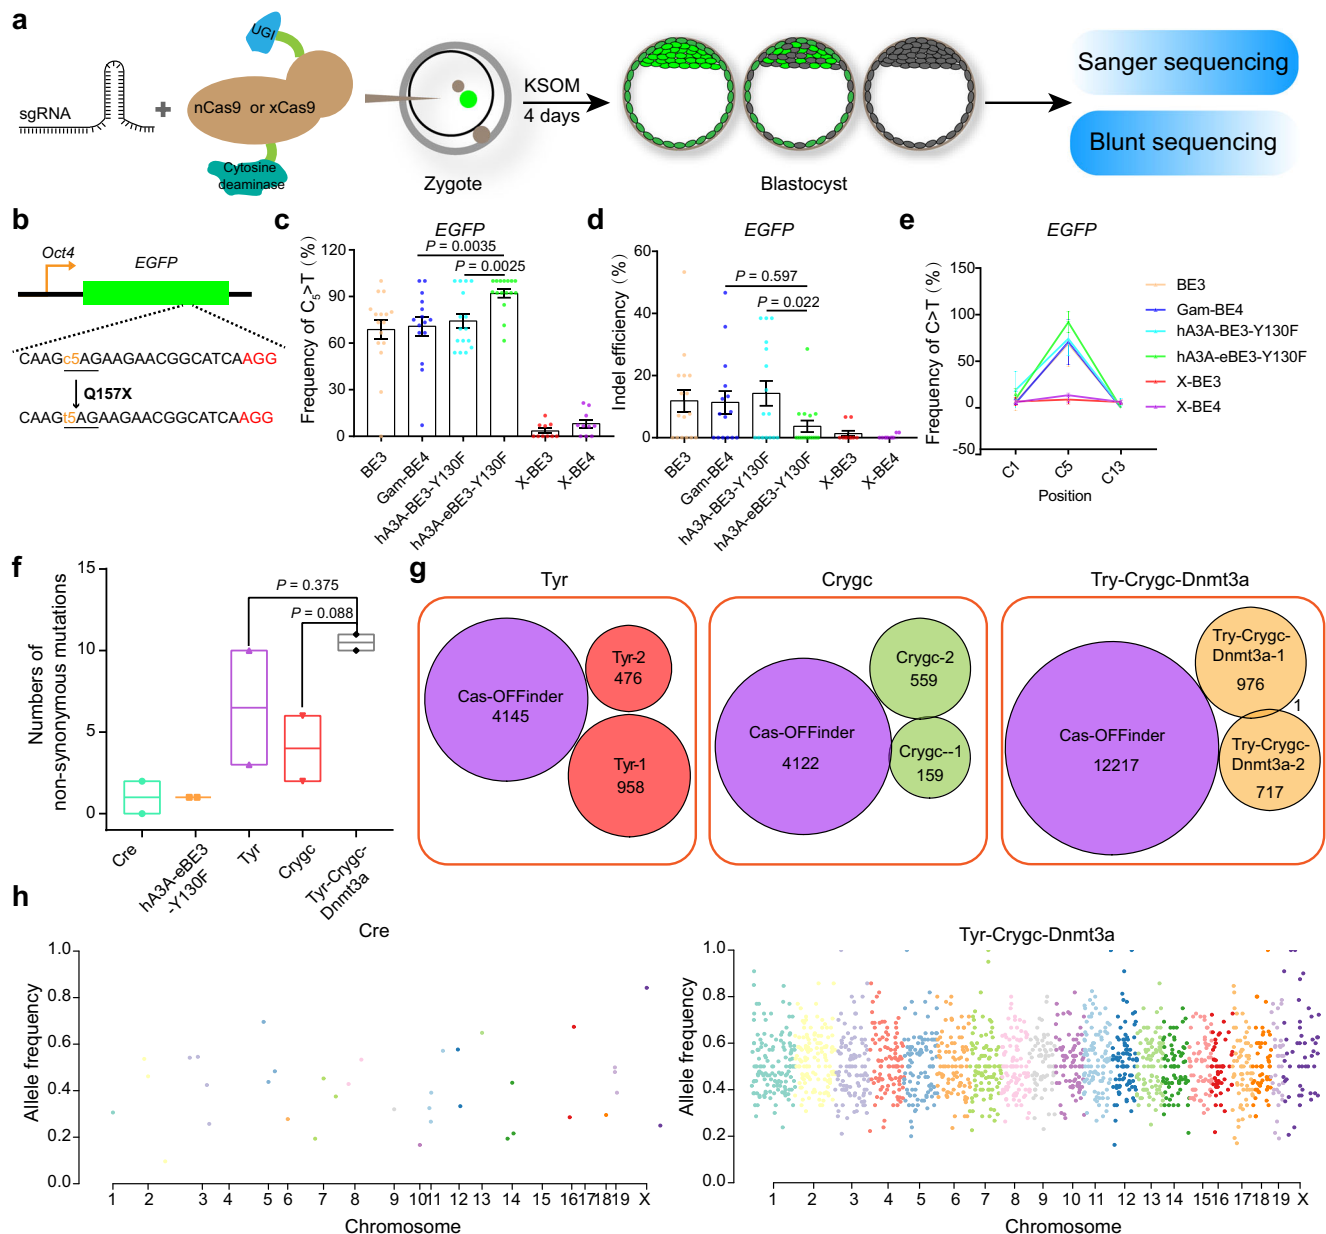 a
UGI
sgRNA
nCas9 or xCas9
Cytosine
deaminase
Zygote
KSOM
4 days
Blastocyst
Sanger sequencing
Blunt sequencing
b
Oct4
EGFP
CAAGc5AGAAGAACGGCATCAAGG
Q157X
CAAGt5AGAAGAACGGCATCAAGG
c
EGFP
P = 0.0035
P = 0.0025
Frequency of C5>T (%)
120
90
60
30
0
BE3
Gam-BE4
hA3A-BE3-Y130F
hA3A-eBE3-Y130F
X-BE3
X-BE4
d
EGFP
P = 0.597
P = 0.022
Indel efficiency (%)
60
40
20
0
BE3
Gam-BE4
hA3A-BE3-Y130F
hA3A-eBE3-Y130F
X-BE3
X-BE4
e
EGFP
Frequency of C>T (%)
150
100
50
0
-50
C1
C5
C13
Position
BE3
Gam-BE4
hA3A-BE3-Y130F
hA3A-eBE3-Y130F
X-BE3
X-BE4
f
Numbers of
non-synonymous mutations
15
10
5
0
P = 0.375
P = 0.088
Cre
hA3A-eBE3
-Y130F
Tyr
Crygc
Tyr-Crygc-
Dnmt3a
g
Tyr
Cas-OFFinder
4145
Tyr-2
476
Tyr-1
958
Crygc
Cas-OFFinder
4122
Crygc-2
559
Crygc--1
159
Try-Crygc-Dnmt3a
Cas-OFFinder
12217
Try-Crygc-
Dnmt3a-1
976
1
Try-Crygc-
Dnmt3a-2
717
h
Cre
Allele frequency
1.0
0.8
0.6
0.4
0.2
0.0
1 2 3 4 5 6 7 8 9 10 11 12 13 14 15 16 17 18 19 X
Chromosome
Tyr-Crygc-Dnmt3a
Allele frequency
1.0
0.8
0.6
0.4
0.2
0.0
1 2 3 4 5 6 7 8 9 10 11 12 13 14 15 16 17 18 19 X
Chromosome